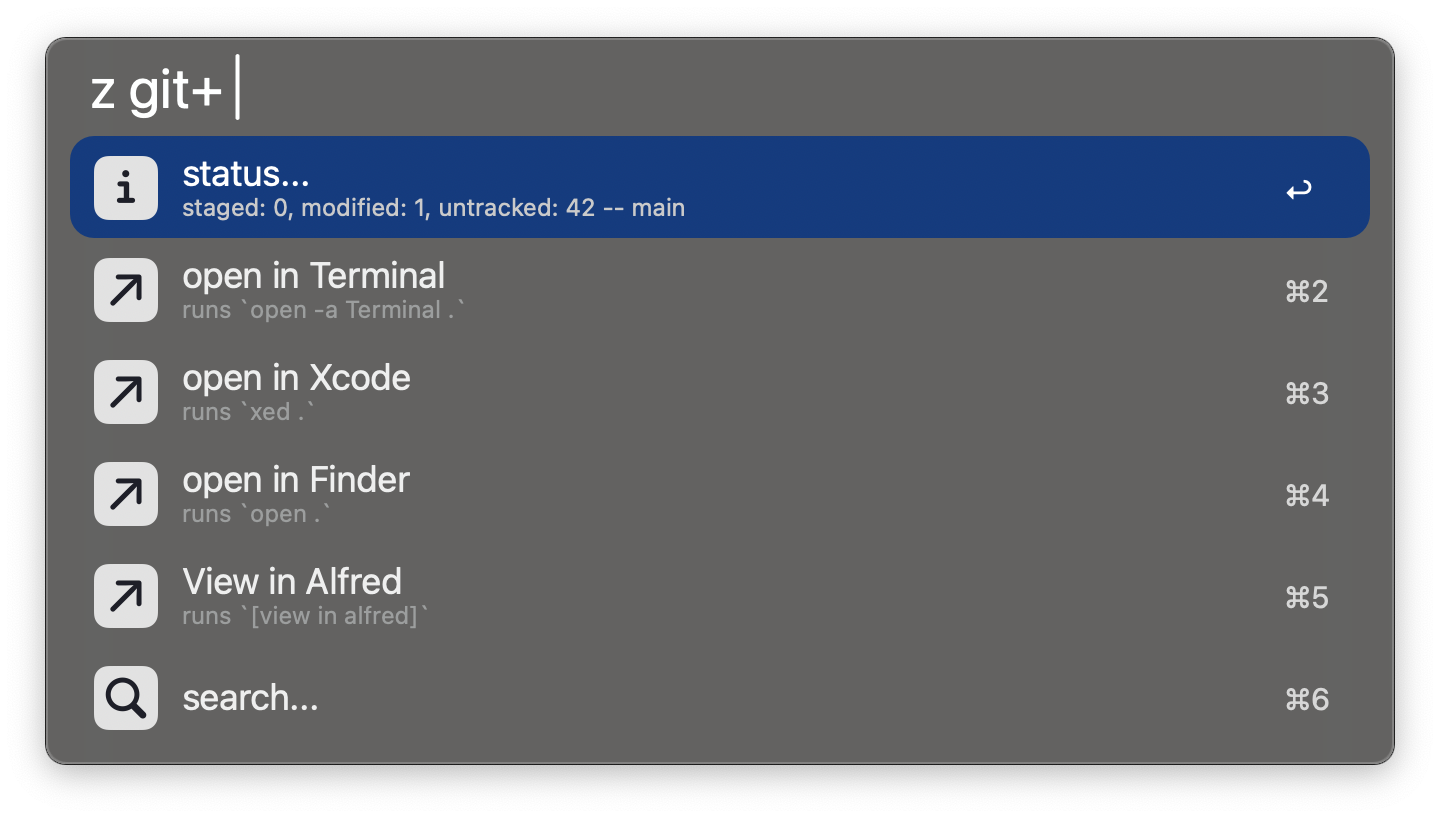 z git+
status...
staged: 0, modified: 1, untracked: 42 -- main
open in Terminal
runs `open -a Terminal .`
⌘2
open in Xcode
runs `xed .`
⌘3
open in Finder
runs `open .`
⌘4
View in Alfred
runs `[view in alfred]`
⌘5
search...
⌘6